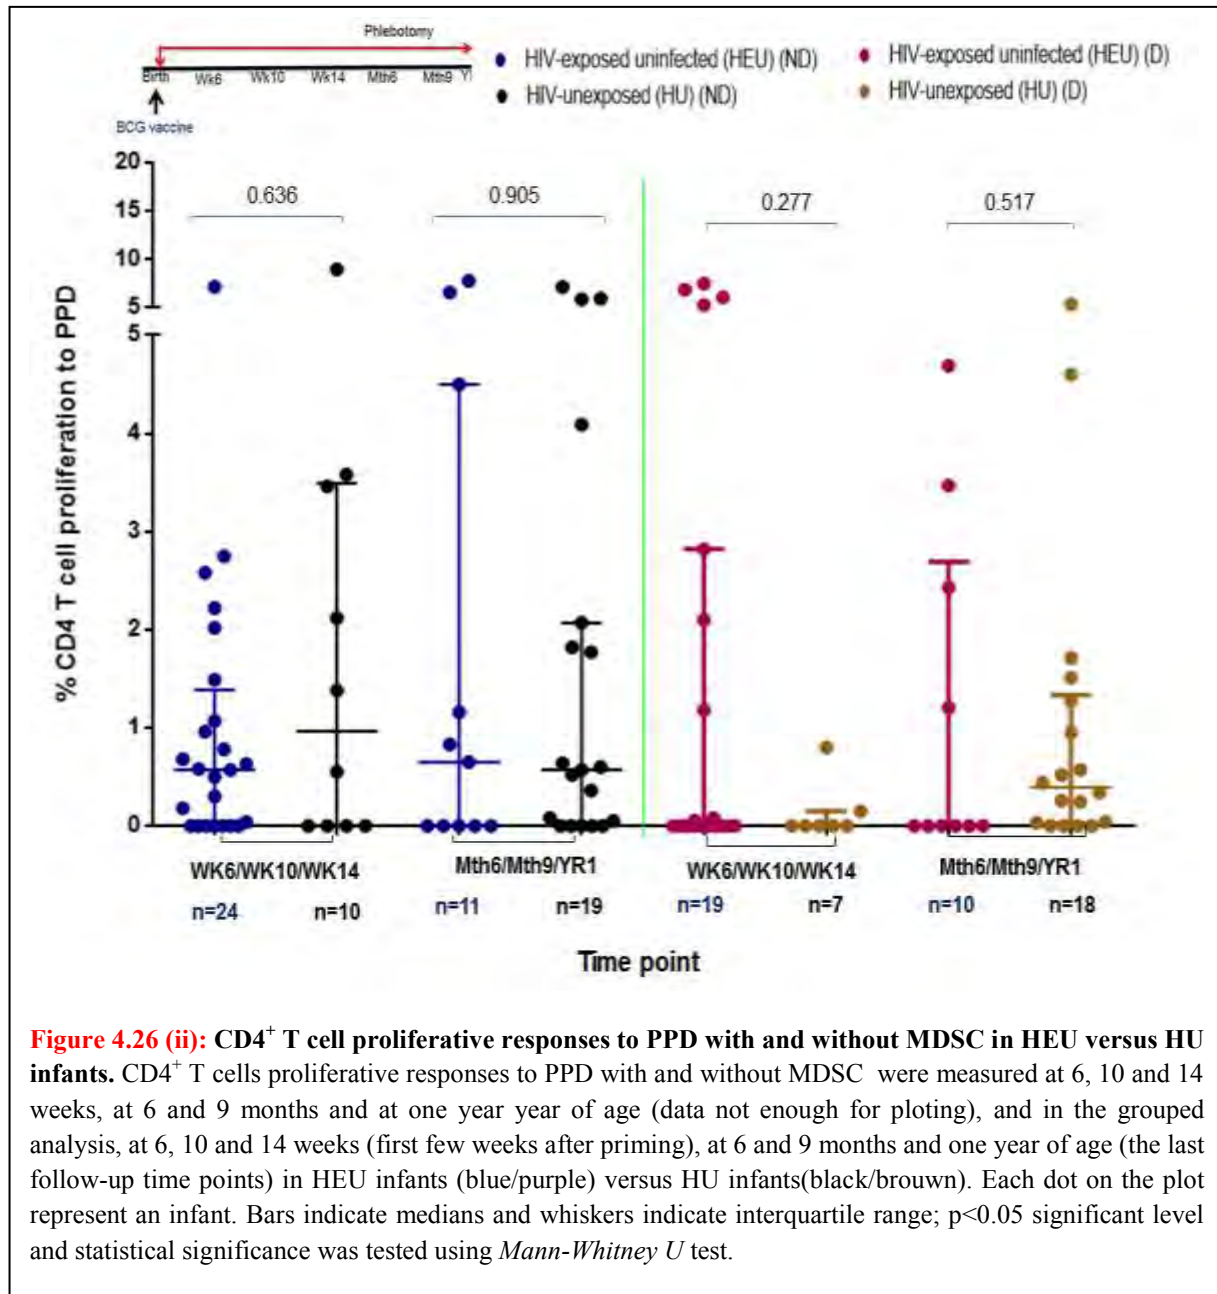 Phlebotomy
Birth Wk6 Wk10 Wk14 Mth6 Mth9 Y
BCG vaccine
HIV-exposed uninfected (HEU) (ND)
HIV-unexposed (HU) (ND)
HIV-exposed uninfected (HEU) (D)
HIV-unexposed (HU) (D)
% CD4 T cell proliferation to PPD
20
15
10
5
5
4
3
2
1
0
0.636 0.905 0.277 0.517
WK6/WK10/WK14 Mth6/Mth9/YR1 WK6/WK10/WK14 Mth6/Mth9/YR1
n=24 n=10 n=11 n=19 n=19 n=7 n=10 n=18
Time point
Figure 4.26 (ii): CD4⁺ T cell proliferative responses to PPD with and without MDSC in HEU versus HU
infants. CD4⁺ T cells proliferative responses to PPD with and without MDSC were measured at 6, 10 and 14
weeks, at 6 and 9 months and at one year year of age (data not enough for ploting), and in the grouped
analysis, at 6, 10 and 14 weeks (first few weeks after priming), at 6 and 9 months and one year of age (the last
follow-up time points) in HEU infants (blue/purple) versus HU infants(black/brouwn). Each dot on the plot
represent an infant. Bars indicate medians and whiskers indicate interquartile range; p<0.05 significant level
and statistical significance was tested using Mann-Whitney U test.